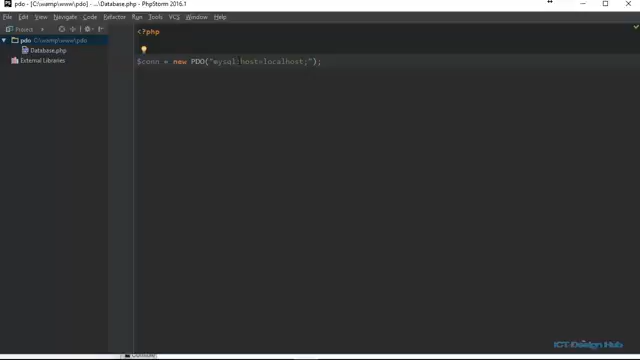 pdo - [C:\wamp\www\pdo] - ...\Database.php - PhpStorm 2016.1
File Edit View Navigate Code Refactor Run Tools VCS Window Help
Project
pdo C:\wamp\www\pdo
Database.php
External Libraries
<?php
$conn = new PDO("mysql:host=localhost;");
ICT Design Hub